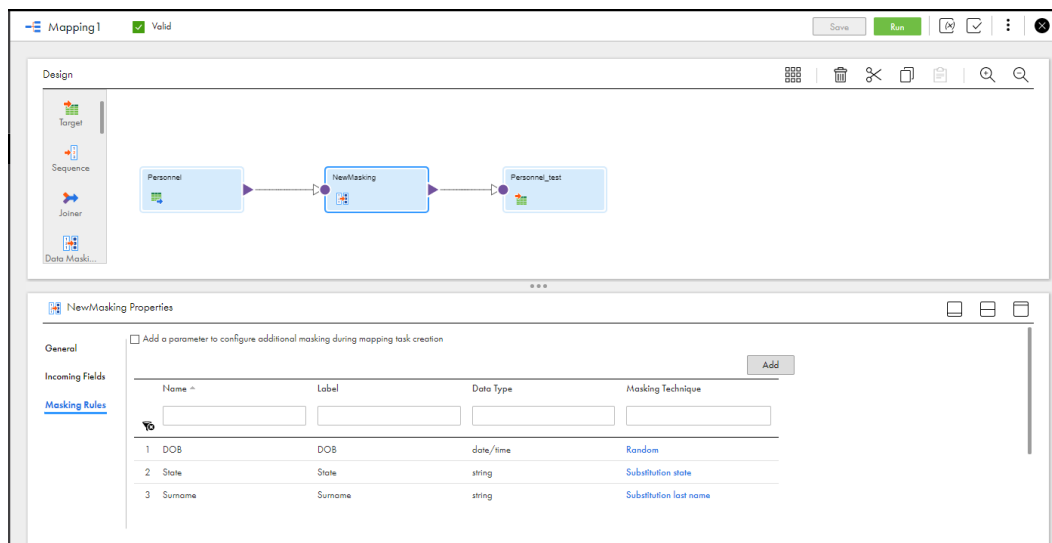 Mapping1 Valid Save Run
Design
Target
Sequence
Joiner
Data Maski...
Personnel NewMasking Personnel_test
NewMasking Properties
General
Incoming Fields
Masking Rules
Add a parameter to configure additional masking during mapping task creation
Add
Name Label Data Type Masking Technique
1 DOB DOB date/time Random
2 State State string Substitution state
3 Surname Surname string Substitution last name